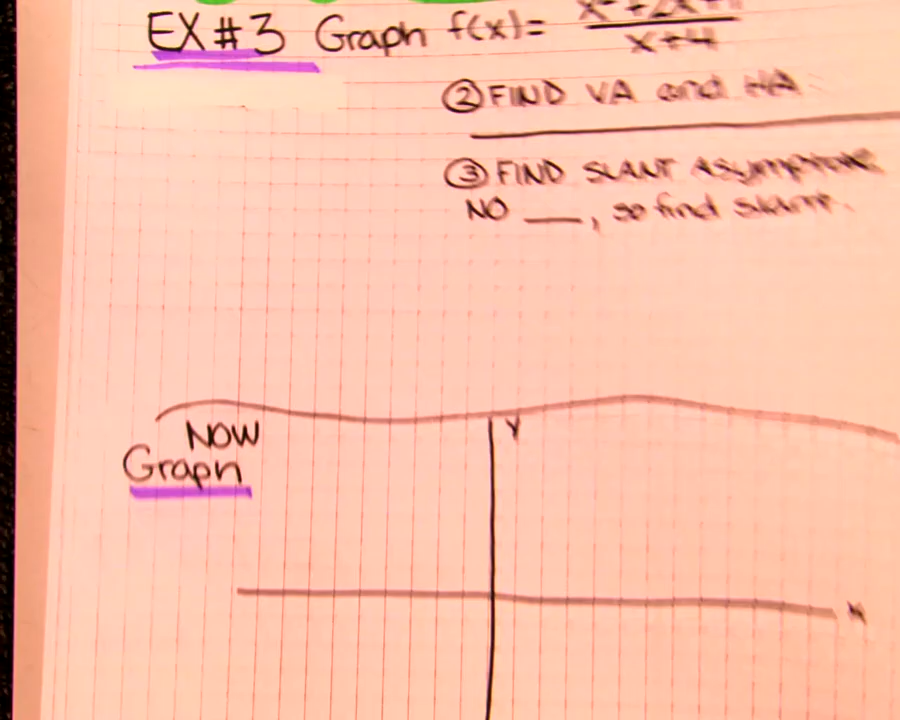 EX #3 Graph f(x)=
x+4
② FIND VA and HA
③ FIND SLANT ASYMPTOTE
NO ___, so find slant.
NOW
Graph
Y
X